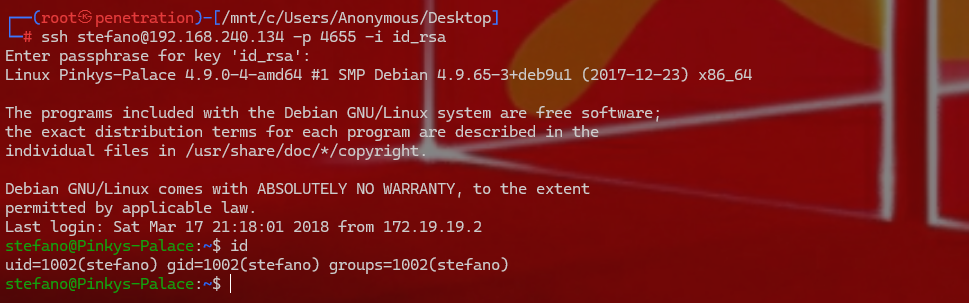 ┌──(root㉿penetration)-[/mnt/c/Users/Anonymous/Desktop]
└─# ssh stefano@192.168.240.134 -p 4655 -i id_rsa
Enter passphrase for key 'id_rsa':
Linux Pinkys-Palace 4.9.0-4-amd64 #1 SMP Debian 4.9.65-3+deb9u1 (2017-12-23) x86_64

The programs included with the Debian GNU/Linux system are free software;
the exact distribution terms for each program are described in the
individual files in /usr/share/doc/*/copyright.

Debian GNU/Linux comes with ABSOLUTELY NO WARRANTY, to the extent
permitted by applicable law.
Last login: Sat Mar 17 21:18:01 2018 from 172.19.19.2
stefano@Pinkys-Palace:~$ id
uid=1002(stefano) gid=1002(stefano) groups=1002(stefano)
stefano@Pinkys-Palace:~$